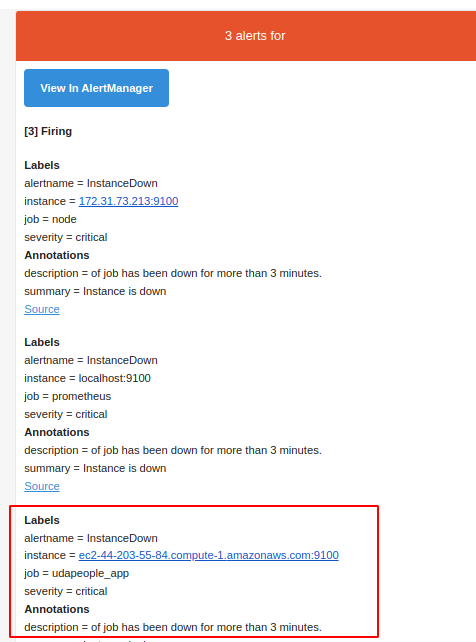 3 alerts for
View In AlertManager
[3] Firing
Labels
alertname = InstanceDown
instance = 172.31.73.213:9100
job = node
severity = critical
Annotations
description = of job has been down for more than 3 minutes.
summary = Instance is down
Source
Labels
alertname = InstanceDown
instance = localhost:9100
job = prometheus
severity = critical
Annotations
description = of job has been down for more than 3 minutes.
summary = Instance is down
Source
Labels
alertname = InstanceDown
instance = ec2-44-203-55-84.compute-1.amazonaws.com:9100
job = udapeople_app
severity = critical
Annotations
description = of job has been down for more than 3 minutes.